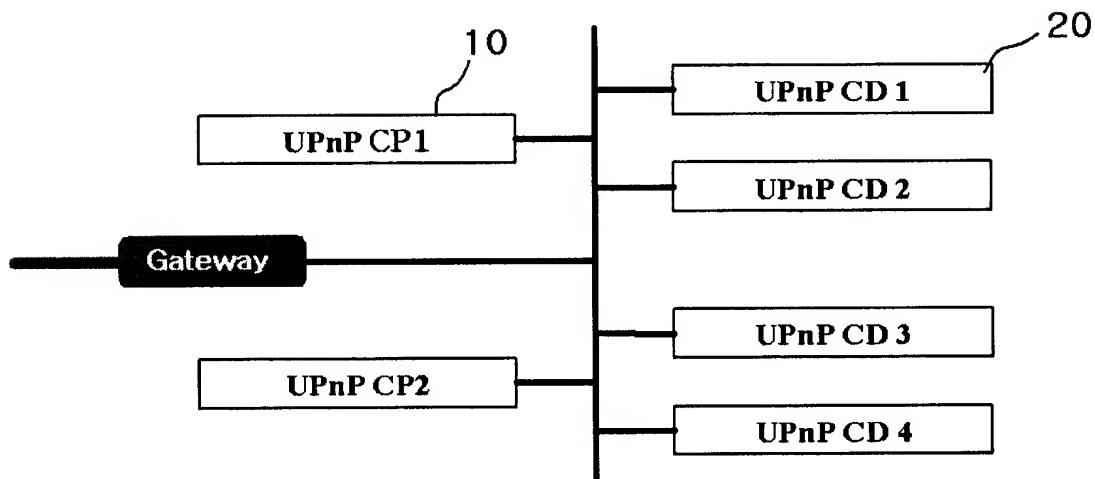 10
20
UPnP CD 1
UPnP CP1
UPnP CD 2
Gateway
UPnP CD 3
UPnP CP2
UPnP CD 4